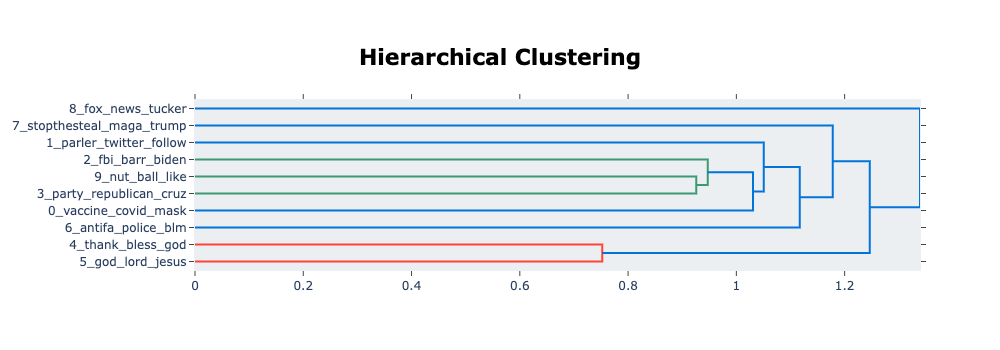 Hierarchical Clustering
8_fox_news_tucker
7_stopthesteal_maga_trump
1_parler_twitter_follow
2_fbi_barr_biden
9_nut_ball_like
3_party_republican_cruz
0_vaccine_covid_mask
6_antifa_police_blm
4_thank_bless_god
5_god_lord_jesus
0 0.2 0.4 0.6 0.8 1 1.2